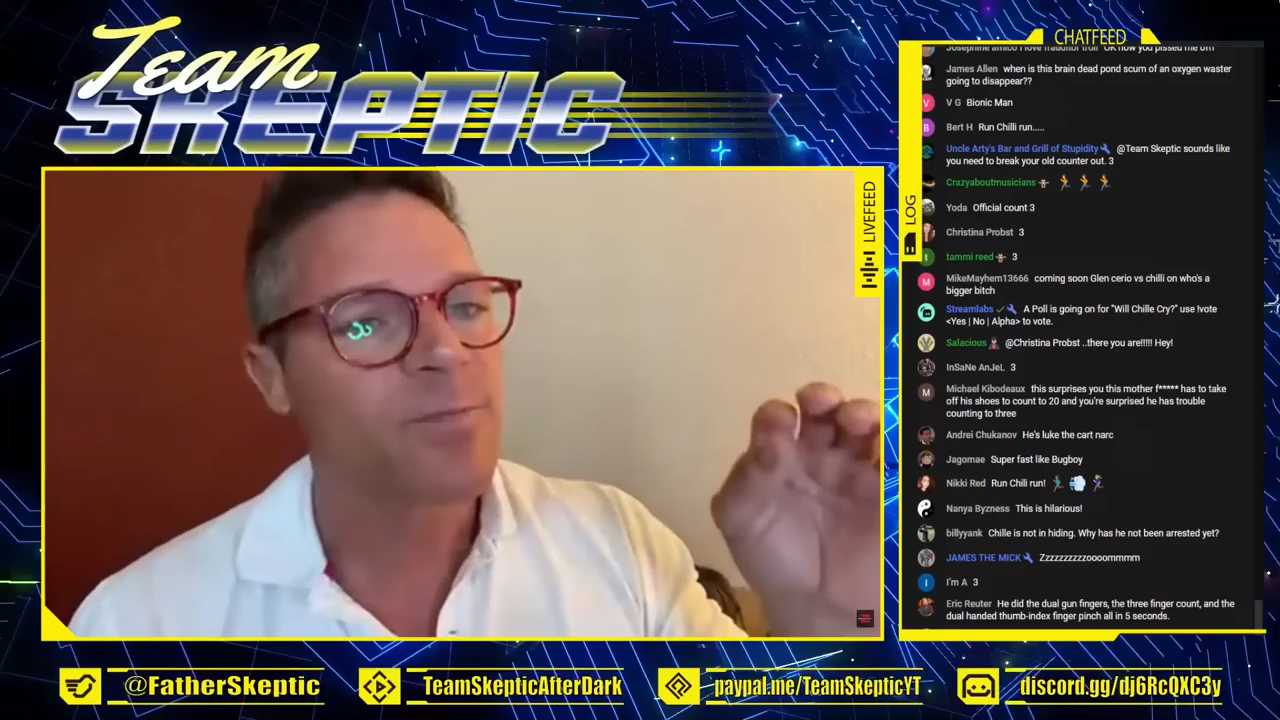 Team
SKEPTIC
LIVEFEED
CHATFEED
LOG
James Allen when is this brain dead pond scum of an oxygen waster
going to disappear??
V
V G Bionic Man
B
Bert H Run Chilli run.....
Uncle Arty's Bar and Grill of Stupidity @Team Skeptic sounds like
you need to break your old counter out. 3
Crazyaboutmusicians
Yoda Official count 3
Christina Probst 3
t
tammi reed 3
M
MikeMayhem13666 coming soon Glen cerio vs chilli on who's a
bigger bitch
Streamlabs A Poll is going on for "Will Chille Cry?" use !vote
<Yes | No | Alpha> to vote.
Salacious @Christina Probst ..there you are!!!!! Hey!
InSaNe AnJeL 3
M
Michael Kibodeaux this surprises you this mother f***** has to take
off his shoes to count to 20 and you're surprised he has trouble
counting to three
Andrei Chukanov He's luke the cart narc
Jagomae Super fast like Bugboy
Nikki Red Run Chili run!
Nanya Byzness This is hilarious!
billyyank Chille is not in hiding. Why has he not been arrested yet?
JAMES THE MICK Zzzzzzzzzzoooommmm
I
I'm A 3
Eric Reuter He did the dual gun fingers, the three finger count, and the
dual handed thumb-index finger pinch all in 5 seconds.
@FatherSkeptic
TeamSkepticAfterDark
paypal.me/TeamSkepticYT
discord.gg/dj6RcQXC3y